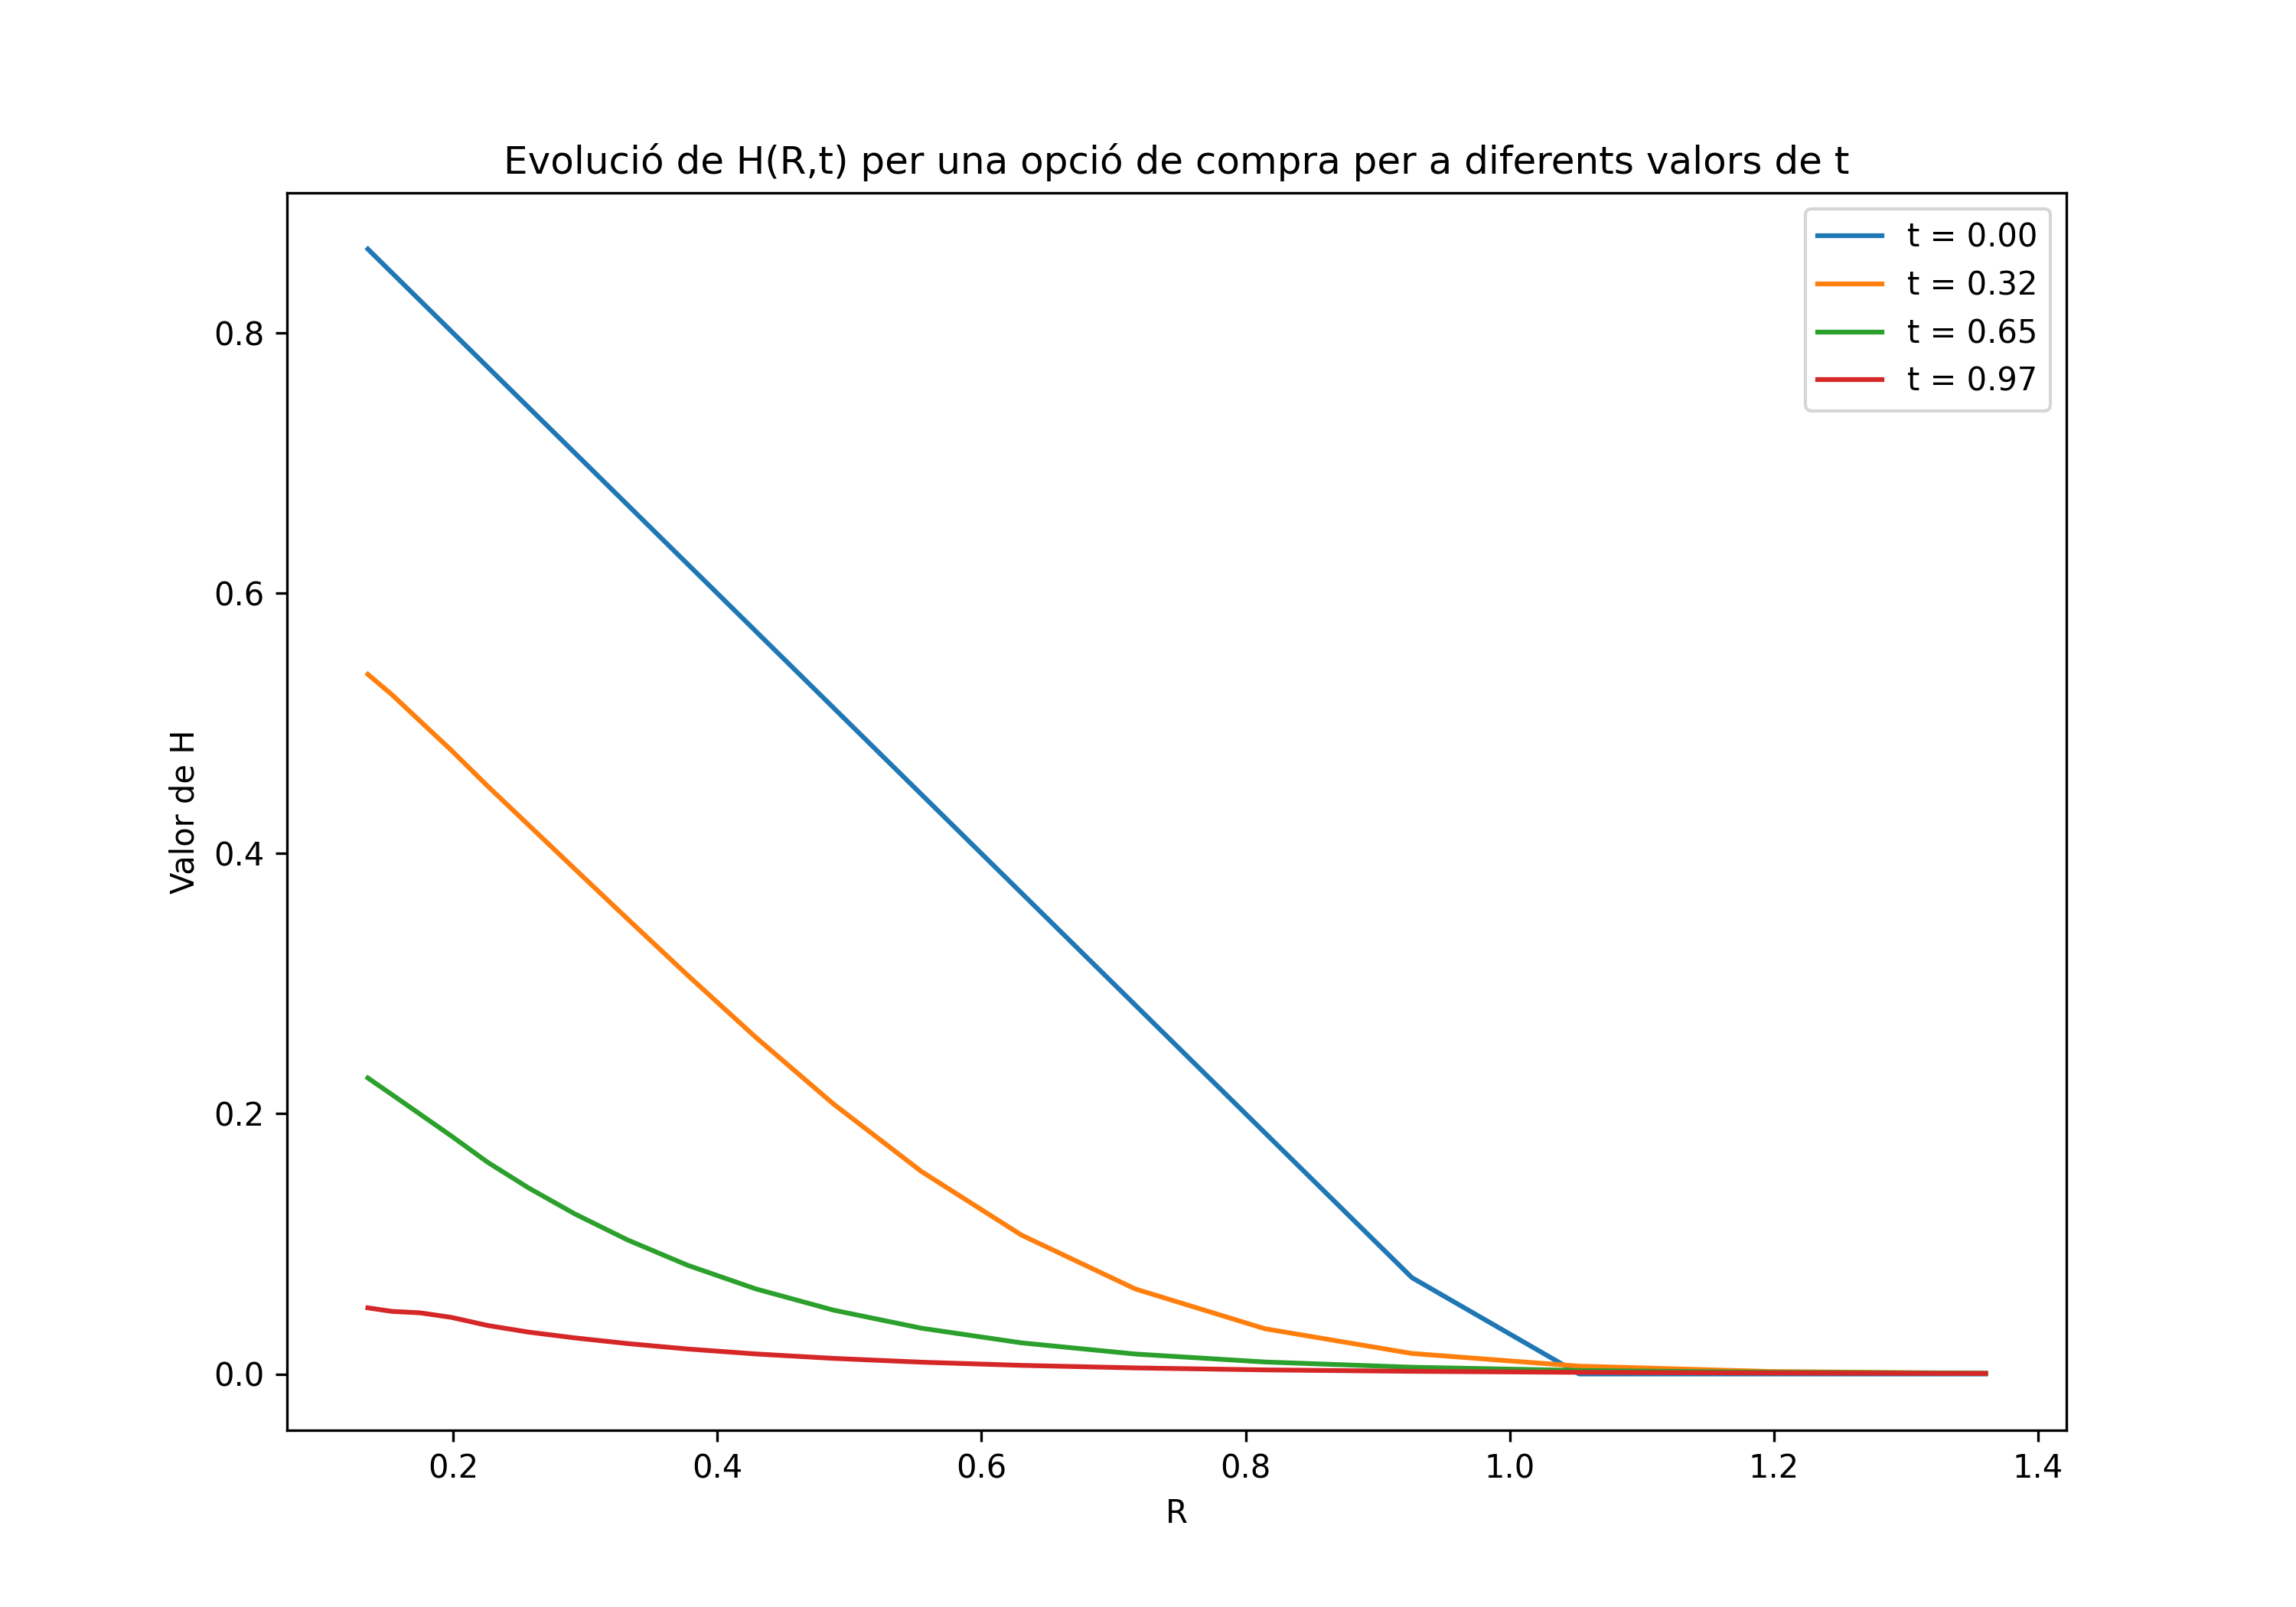 Evolució de H(R,t) per una opció de compra per a diferents valors de t
t = 0.00
t = 0.32
t = 0.65
t = 0.97
Valor de H
0.8
0.6
0.4
0.2
0.0
0.2 0.4 0.6 0.8 1.0 1.2 1.4
R